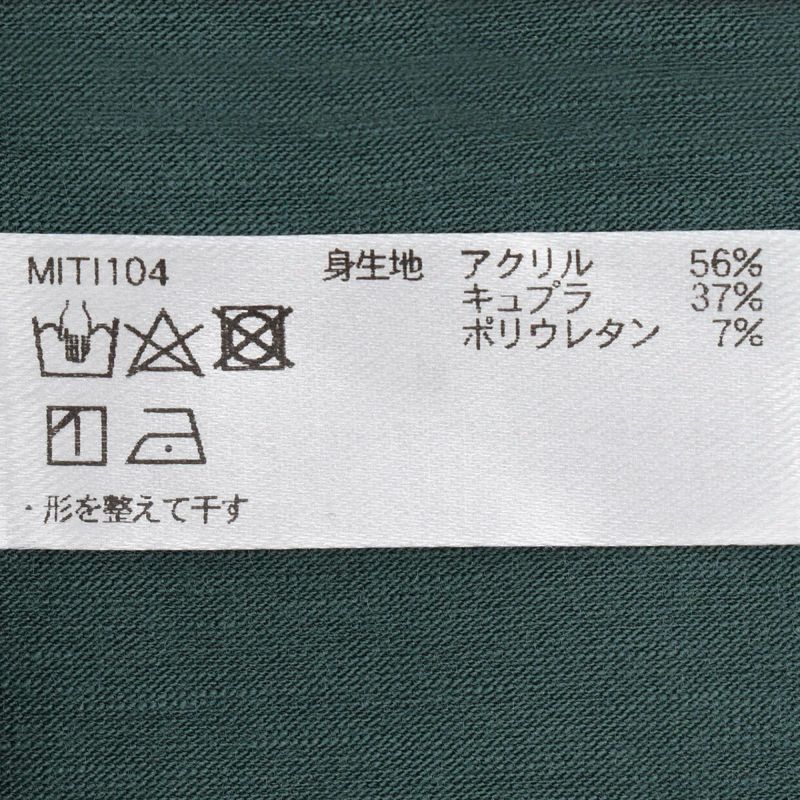 MITI104 身生地 アクリル 56%
キュプラ 37%
ポリウレタン 7%
・形を整えて干す